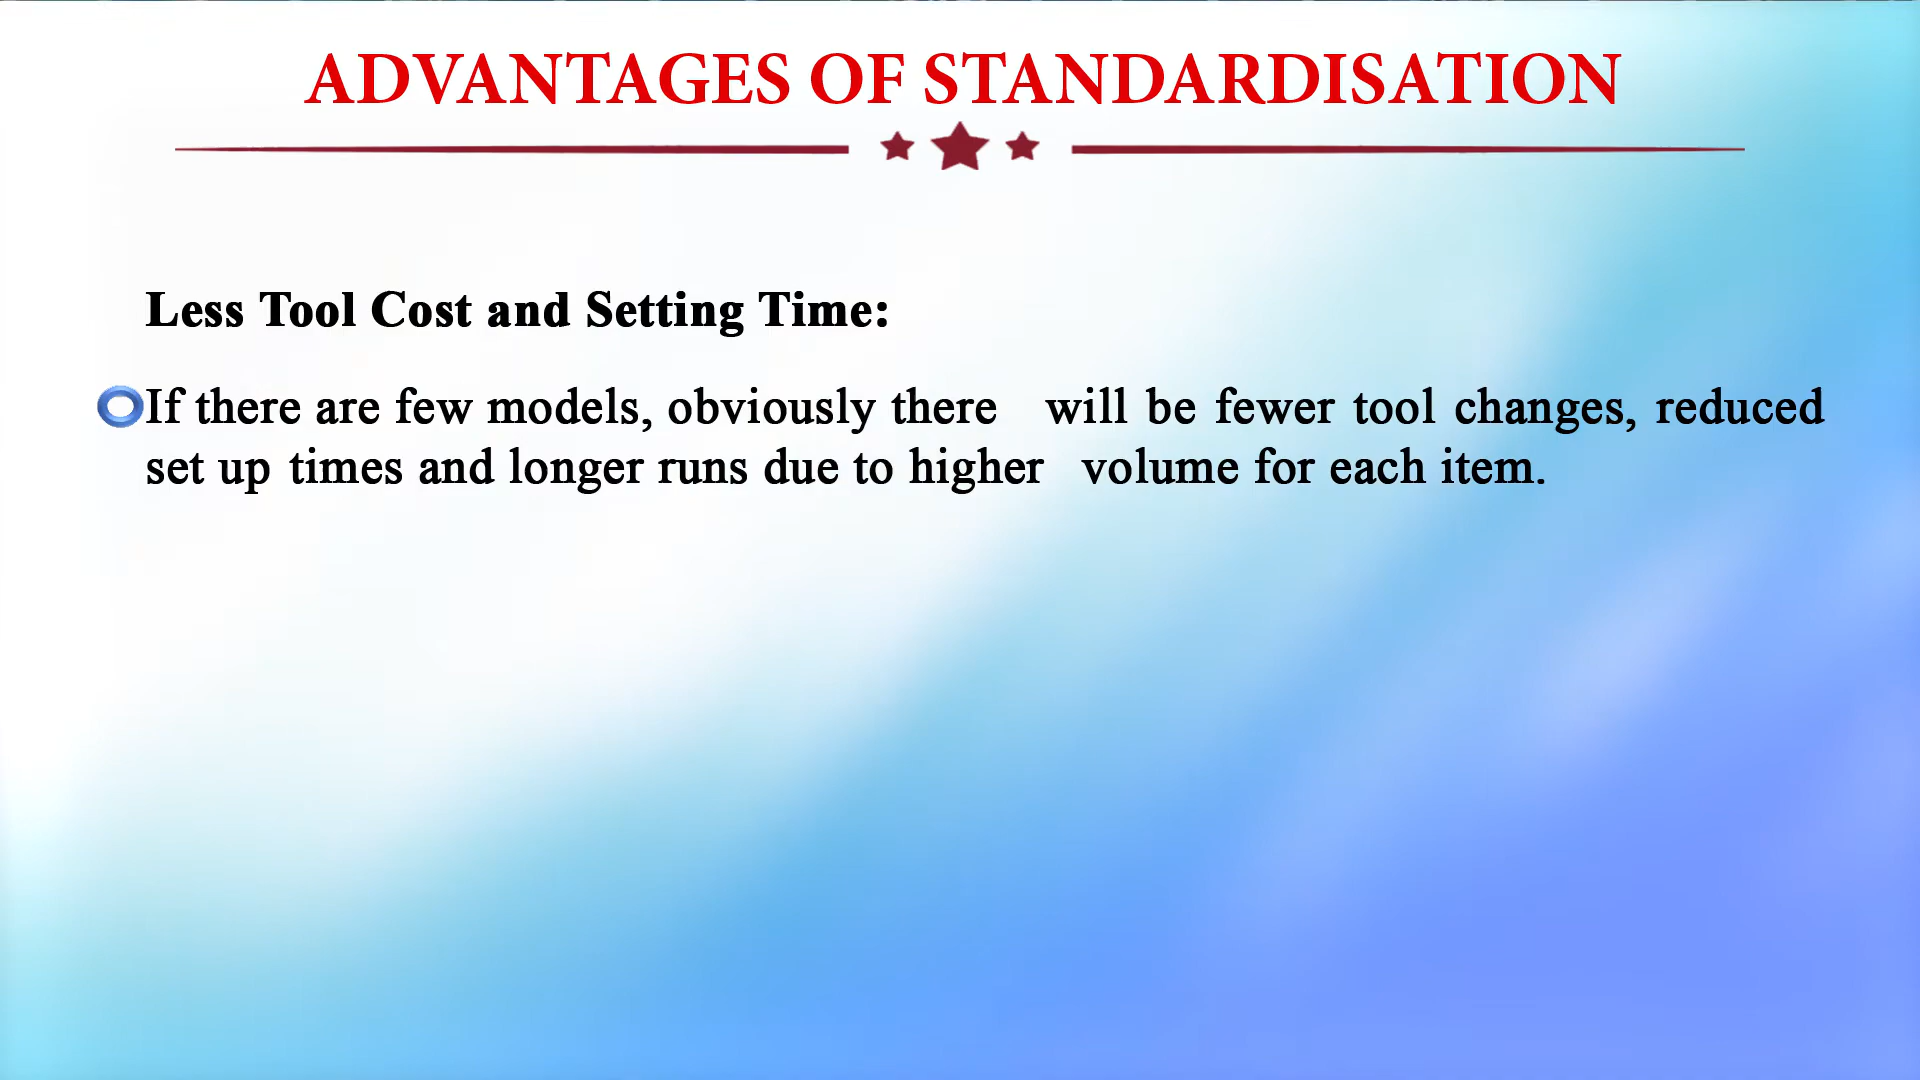 ADVANTAGES OF STANDARDISATION
Less Tool Cost and Setting Time:
If there are few models, obviously there will be fewer tool changes, reduced
set up times and longer runs due to higher volume for each item.